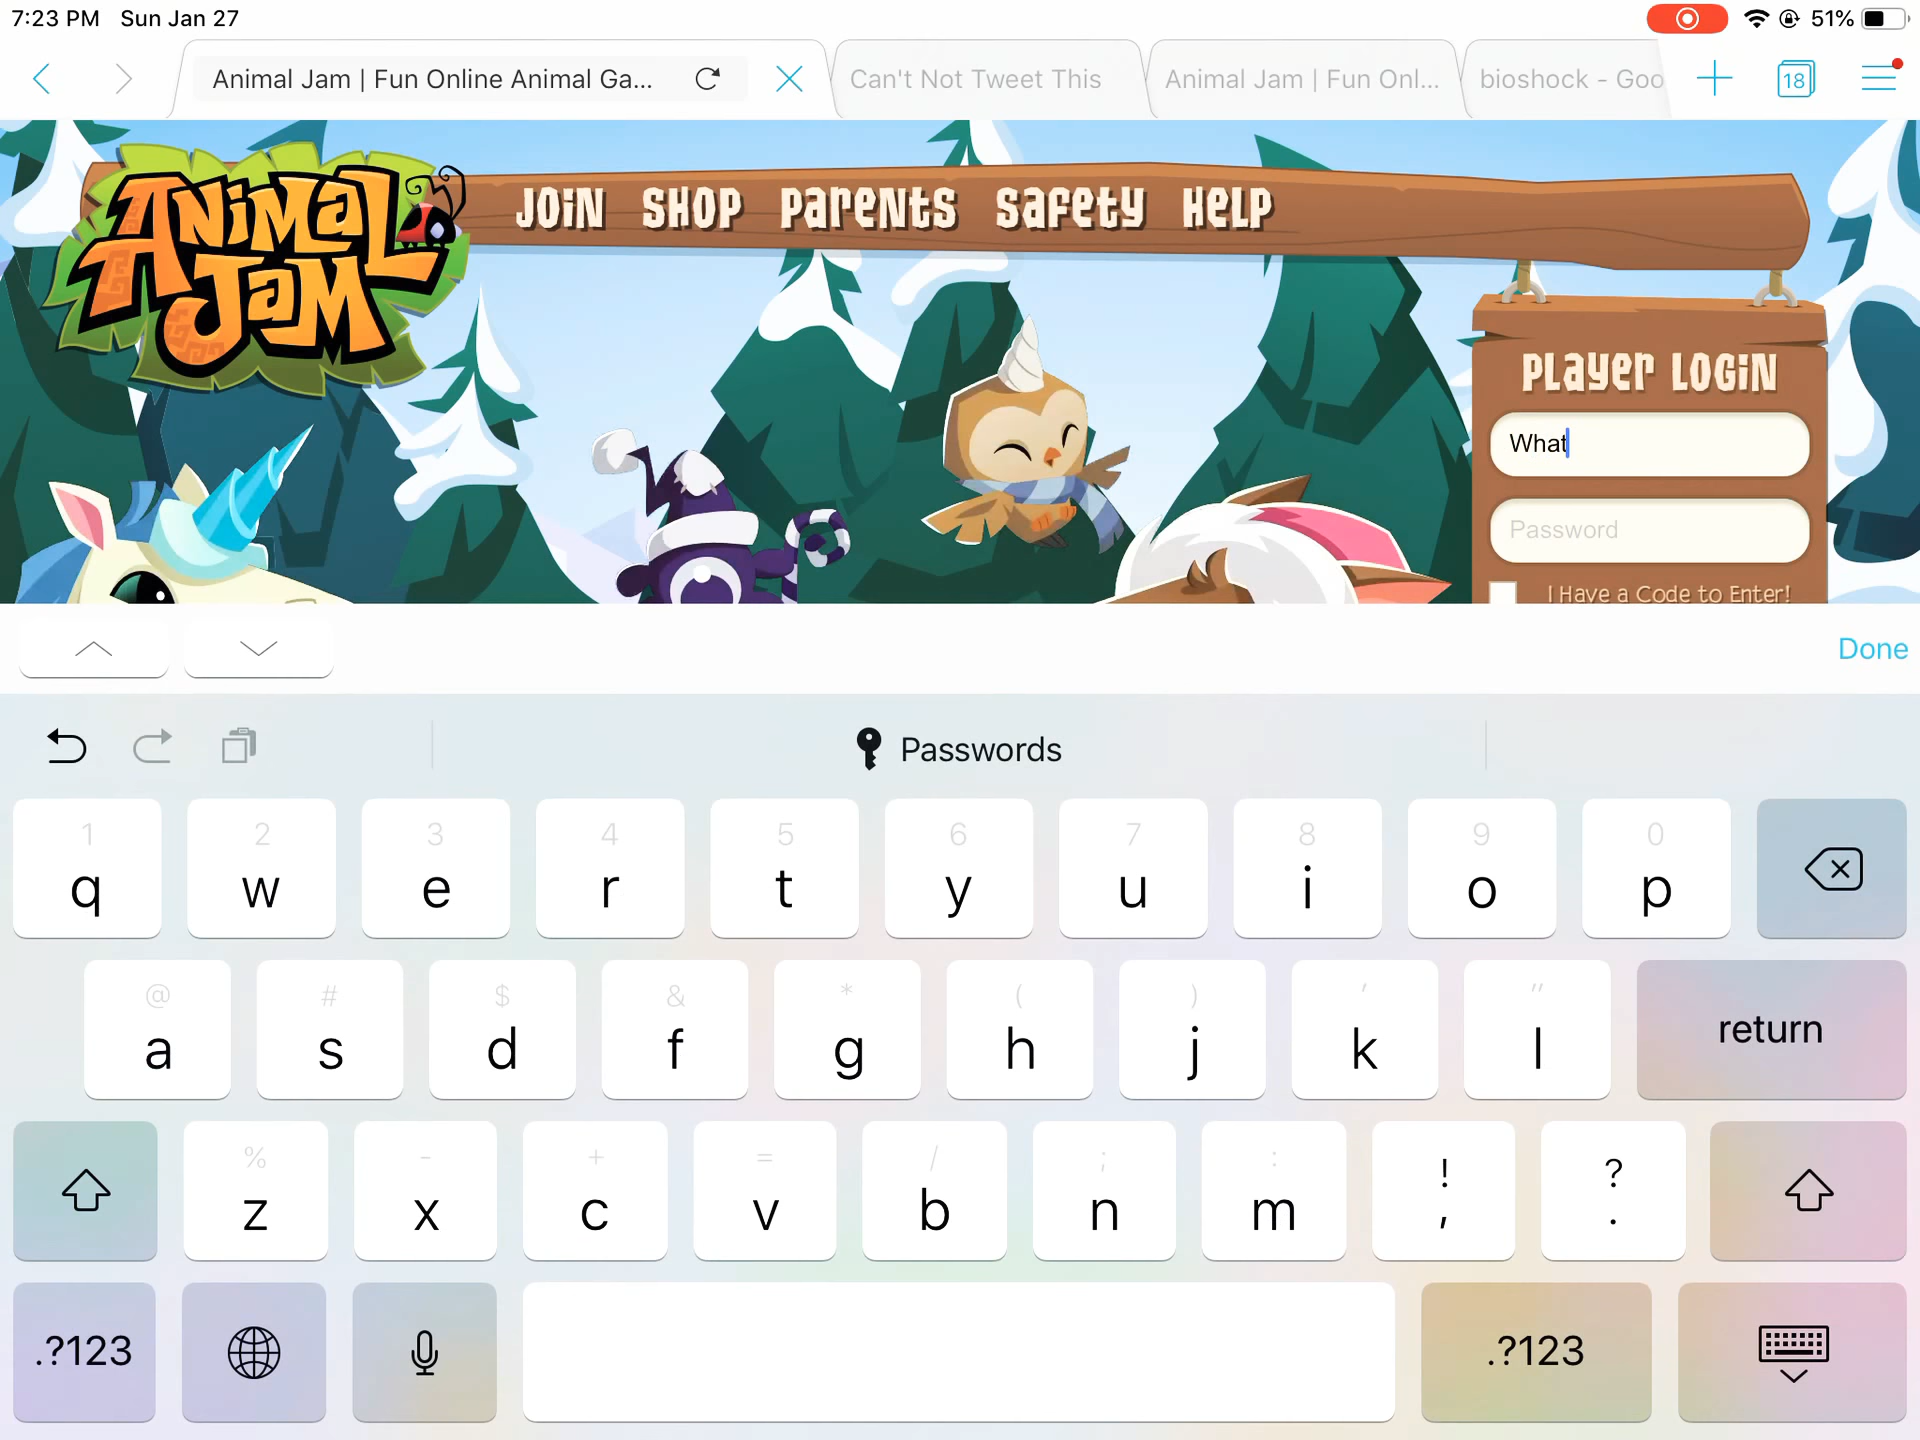 7:23 PM Sun Jan 27
51%
Animal Jam | Fun Online Animal Ga...
Can't Not Tweet This
Animal Jam | Fun Onl...
bioshock - Goo
18
ANIMAL JAM
JOIN SHOP PARENTS SAFETY HELP
PLAYER LOGIN
What
Password
I Have a Code to Enter!
Done
Passwords
1 2 3 4 5 6 7 8 9 0
q w e r t y u i o p
@ # $ & * ( ) ' "
a s d f g h j k l return
% - + = / ; : ! ?
z x c v b n m , .
.?123 .?123